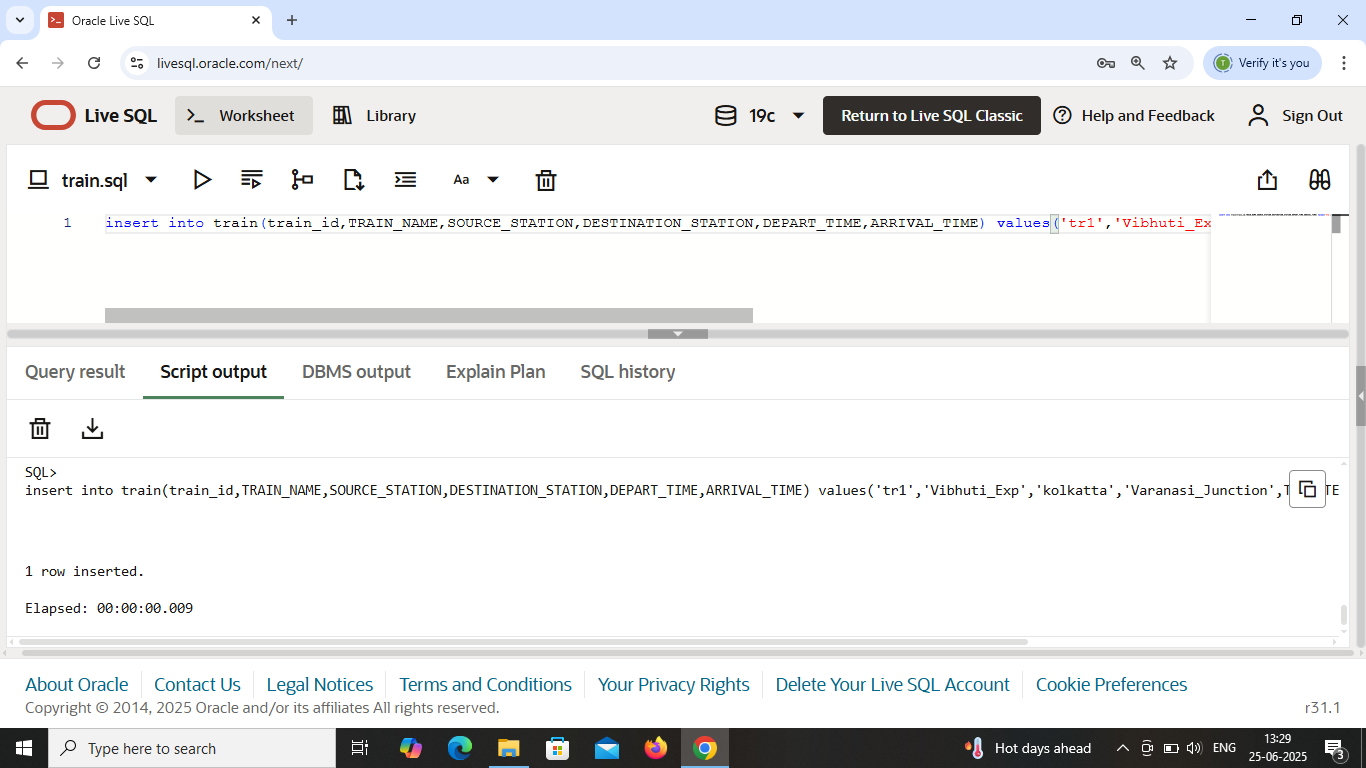 Oracle Live SQL
livesql.oracle.com/next/
T
Verify it's you
Live SQL
Worksheet
Library
19c
Return to Live SQL Classic
Help and Feedback
Sign Out
train.sql
Aa
1 insert into train(train_id,TRAIN_NAME,SOURCE_STATION,DESTINATION_STATION,DEPART_TIME,ARRIVAL_TIME) values('tr1','Vibhuti_Ex
Query result
Script output
DBMS output
Explain Plan
SQL history
SQL>
insert into train(train_id,TRAIN_NAME,SOURCE_STATION,DESTINATION_STATION,DEPART_TIME,ARRIVAL_TIME) values('tr1','Vibhuti_Exp','kolkatta','Varanasi_Junction',
1 row inserted.
Elapsed: 00:00:00.009
About Oracle
Contact Us
Legal Notices
Terms and Conditions
Your Privacy Rights
Delete Your Live SQL Account
Cookie Preferences
Copyright © 2014, 2025 Oracle and/or its affiliates All rights reserved.
r31.1
Type here to search
Hot days ahead
ENG
13:29
25-06-2025
3